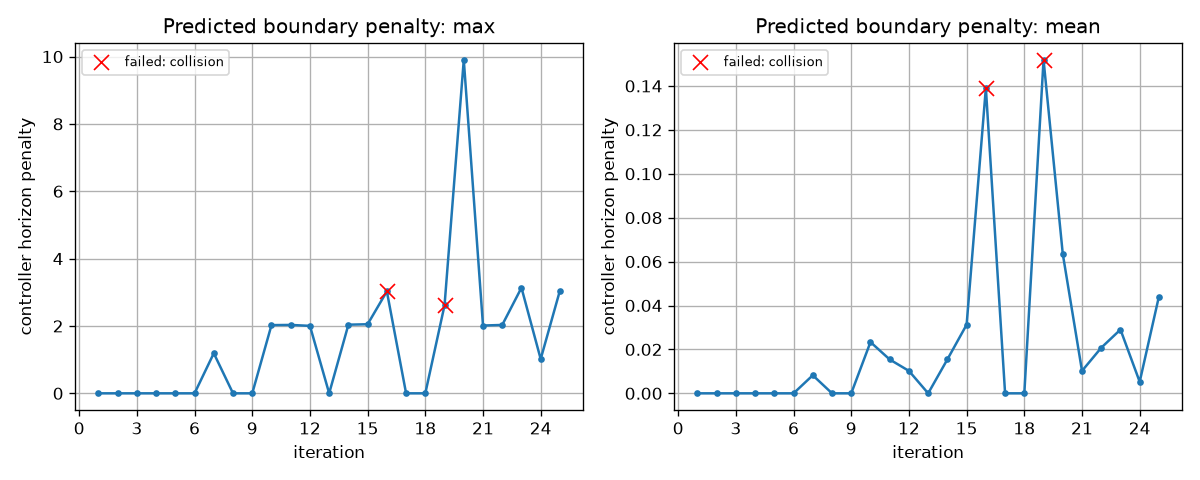 Predicted boundary penalty: max
failed: collision
controller horizon penalty
10
8
6
4
2
0
0 3 6 9 12 15 18 21 24
iteration
Predicted boundary penalty: mean
failed: collision
controller horizon penalty
0.14
0.12
0.10
0.08
0.06
0.04
0.02
0.00
0 3 6 9 12 15 18 21 24
iteration